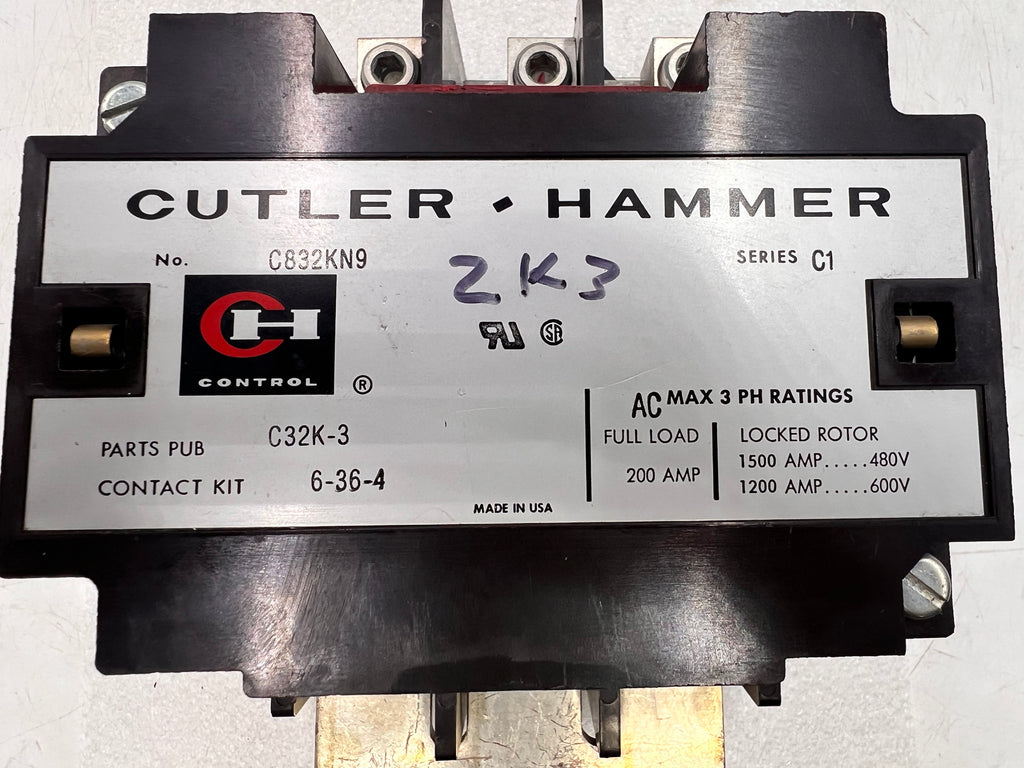 CUTLER • HAMMER
No. C832KN9 SERIES C1
2K3
CH
CONTROL ®
RU SA
PARTS PUB C32K-3
CONTACT KIT 6-36-4
AC MAX 3 PH RATINGS
FULL LOAD
200 AMP
LOCKED ROTOR
1500 AMP.....480V
1200 AMP.....600V
MADE IN USA